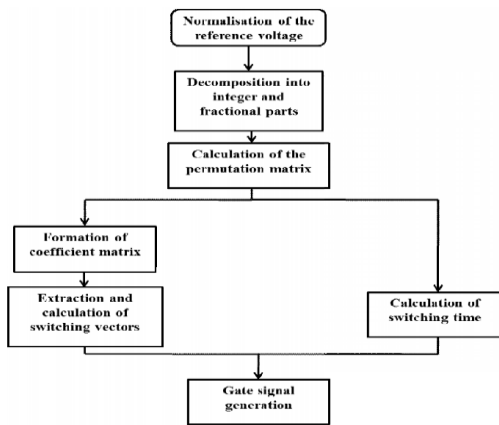 Normalisation of the
reference voltage
Decomposition into
integer and
fractional parts
Calculation of the
permutation matrix
Formation of
coefficient matrix
Extraction and
calculation of
switching vectors
Calculation of
switching time
Gate signal
generation